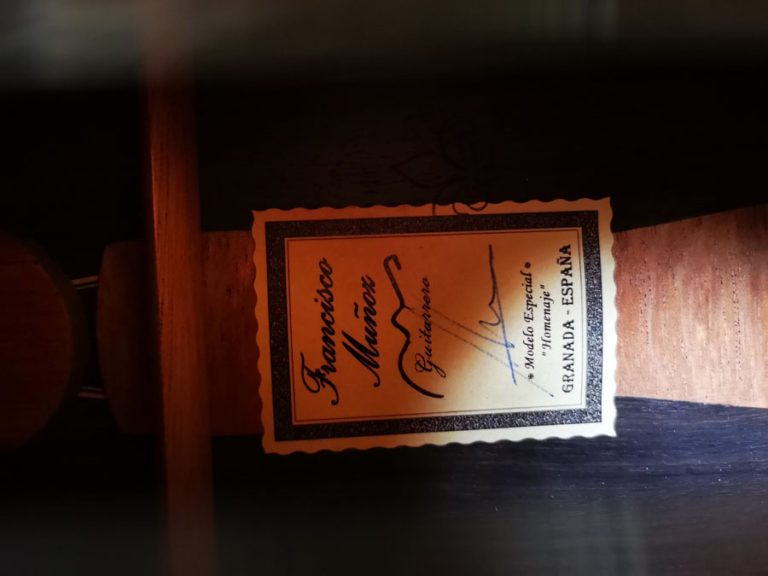 Francisco
Muñoz
Guitarrero
• Modelo Especial •
"Homenaje"
GRANADA - ESPAÑA